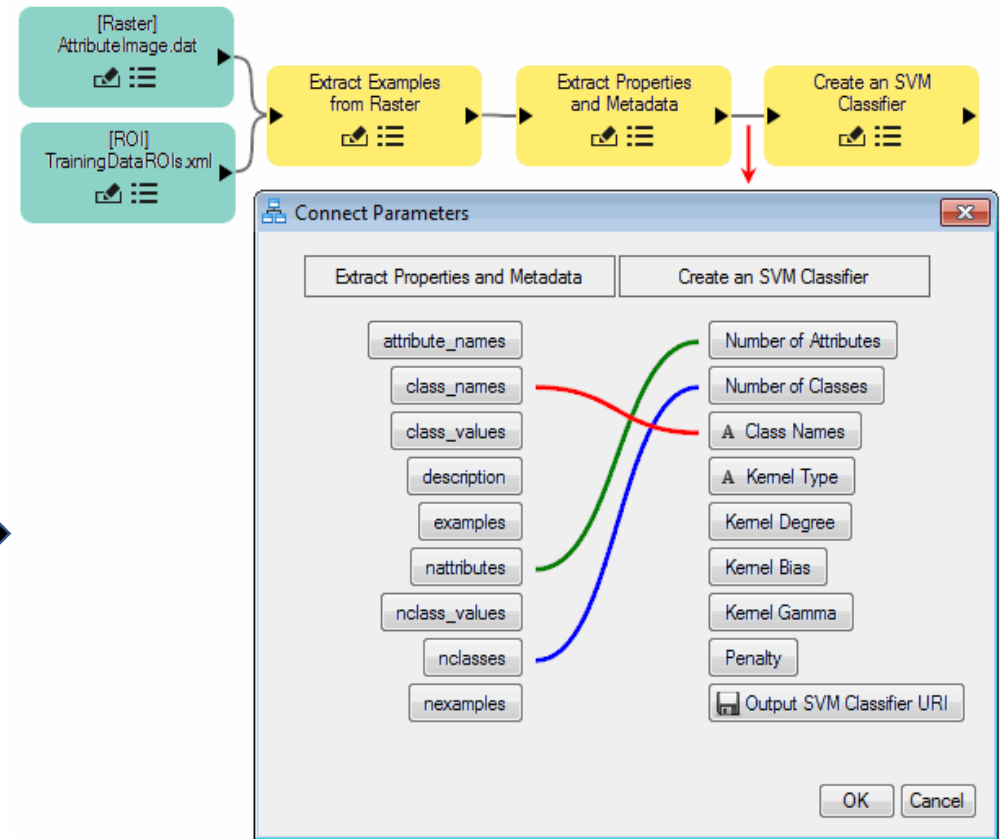 [Raster]
AttributeImage.dat
[ROI]
TrainingDataROIs.xml
Extract Examples
from Raster
Extract Properties
and Metadata
Create an SVM
Classifier
Connect Parameters
Extract Properties and Metadata
Create an SVM Classifier
attribute_names
class_names
class_values
description
examples
nattributes
nclass_values
nclasses
nexamples
Number of Attributes
Number of Classes
A Class Names
A Kernel Type
Kernel Degree
Kernel Bias
Kernel Gamma
Penalty
Output SVM Classifier URI
OK
Cancel